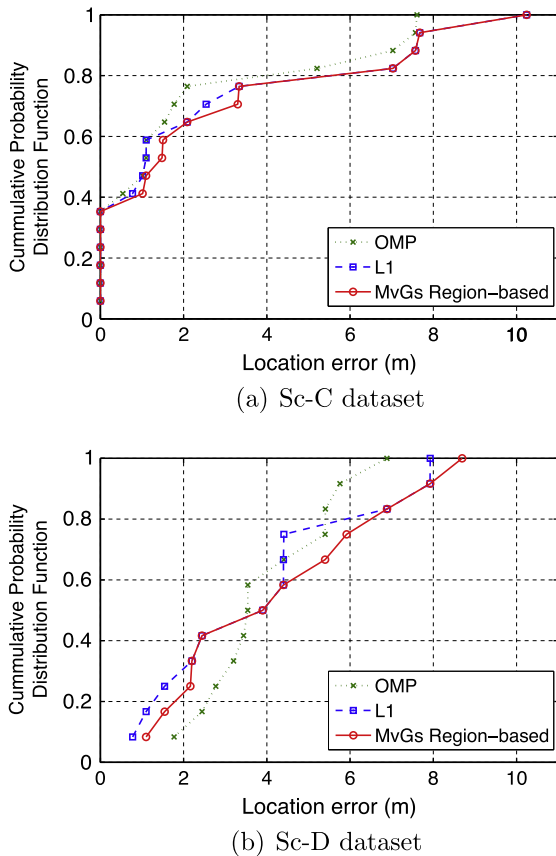 1
0.8
0.6
0.4
0.2
0
Cummulative Probability
Distribution Function
OMP
L1
MvGs Region-based
0 2 4 6 8 10
Location error (m)
(a) Sc-C dataset
1
0.8
0.6
0.4
0.2
0
Cummulative Probability
Distribution Function
OMP
L1
MvGs Region-based
0 2 4 6 8 10
Location error (m)
(b) Sc-D dataset